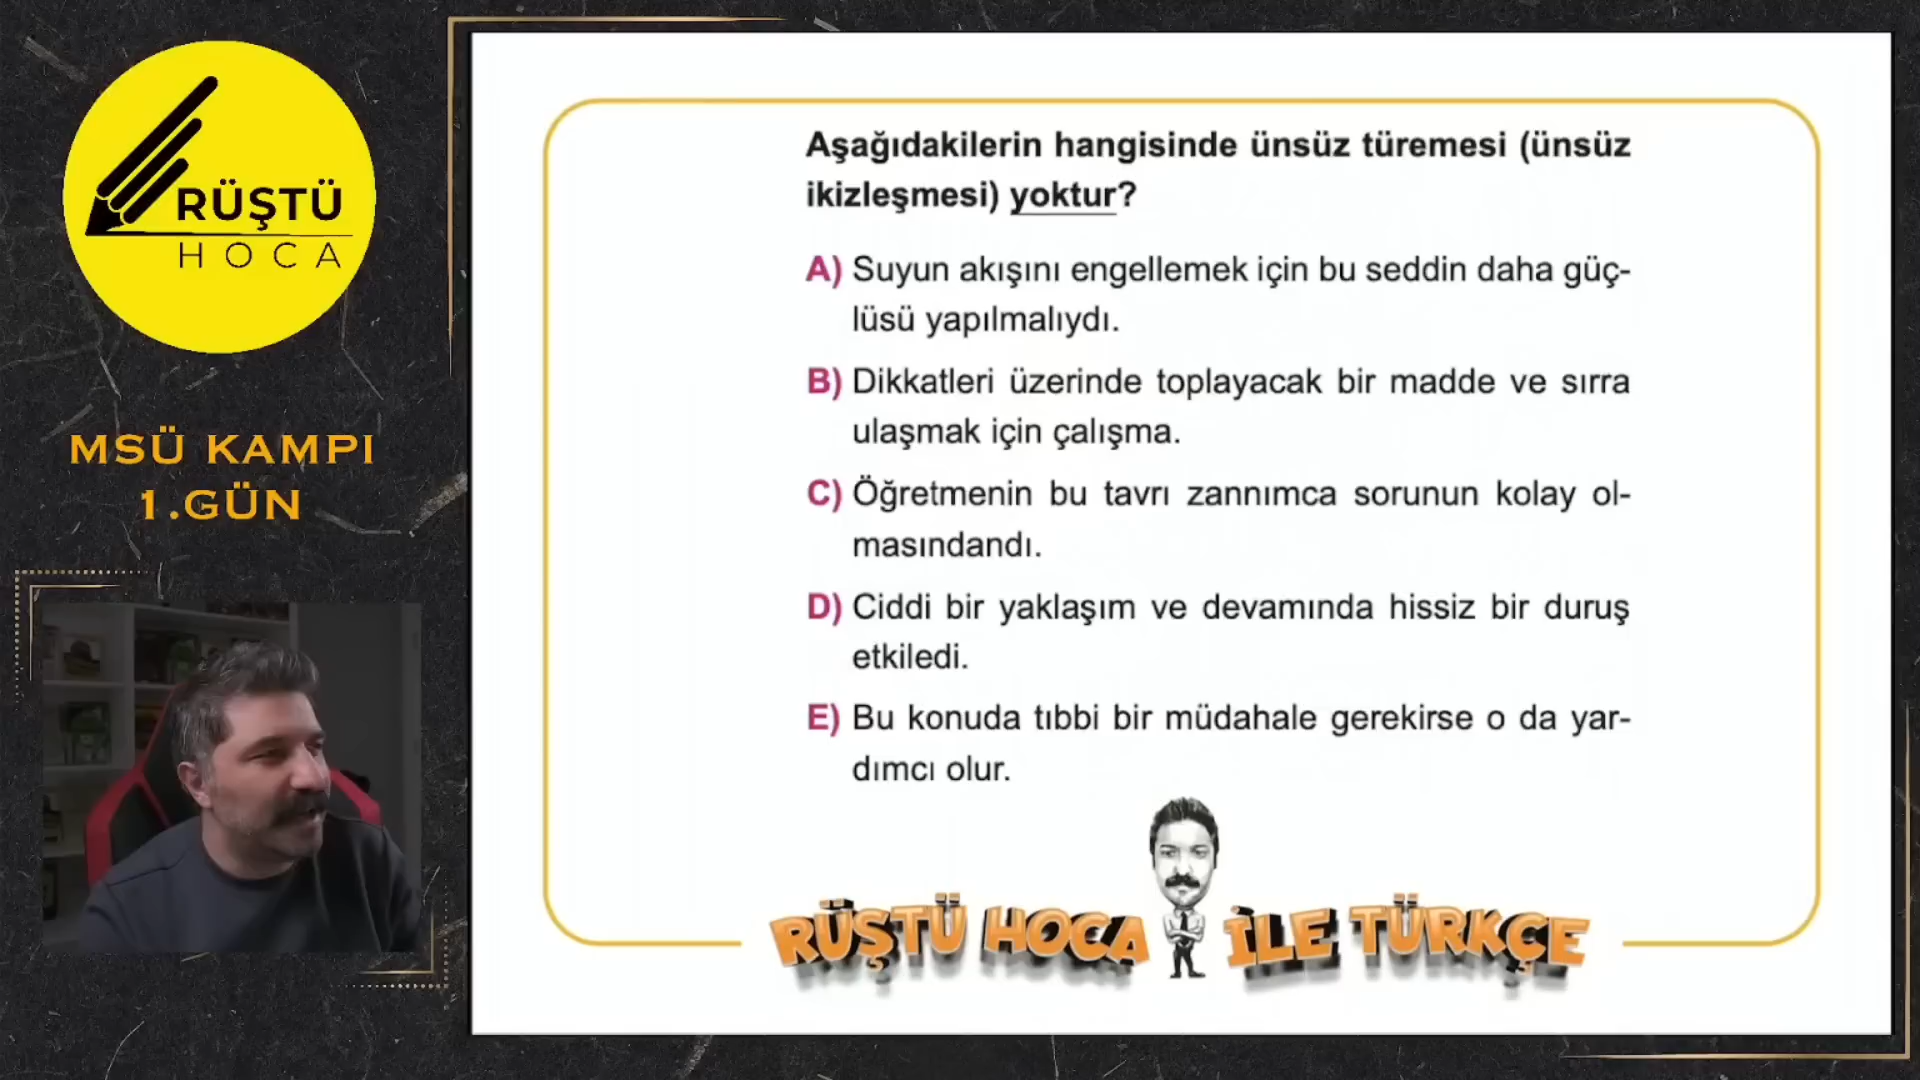 RÜŞTÜ
HOCA
MSÜ KAMPI
1.GÜN
Aşağıdakilerin hangisinde ünsüz türemesi (ünsüz
ikizleşmesi) yoktur?
A) Suyun akışını engellemek için bu seddin daha güç-
lüsü yapılmalıydı.
B) Dikkatleri üzerinde toplayacak bir madde ve sırra
ulaşmak için çalışma.
C) Öğretmenin bu tavrı zannımca sorunun kolay ol-
masındandı.
D) Ciddi bir yaklaşım ve devamında hissiz bir duruş
etkiledi.
E) Bu konuda tıbbi bir müdahale gerekirse o da yar-
dımcı olur.
RÜŞTÜ HOCA İLE TÜRKÇE